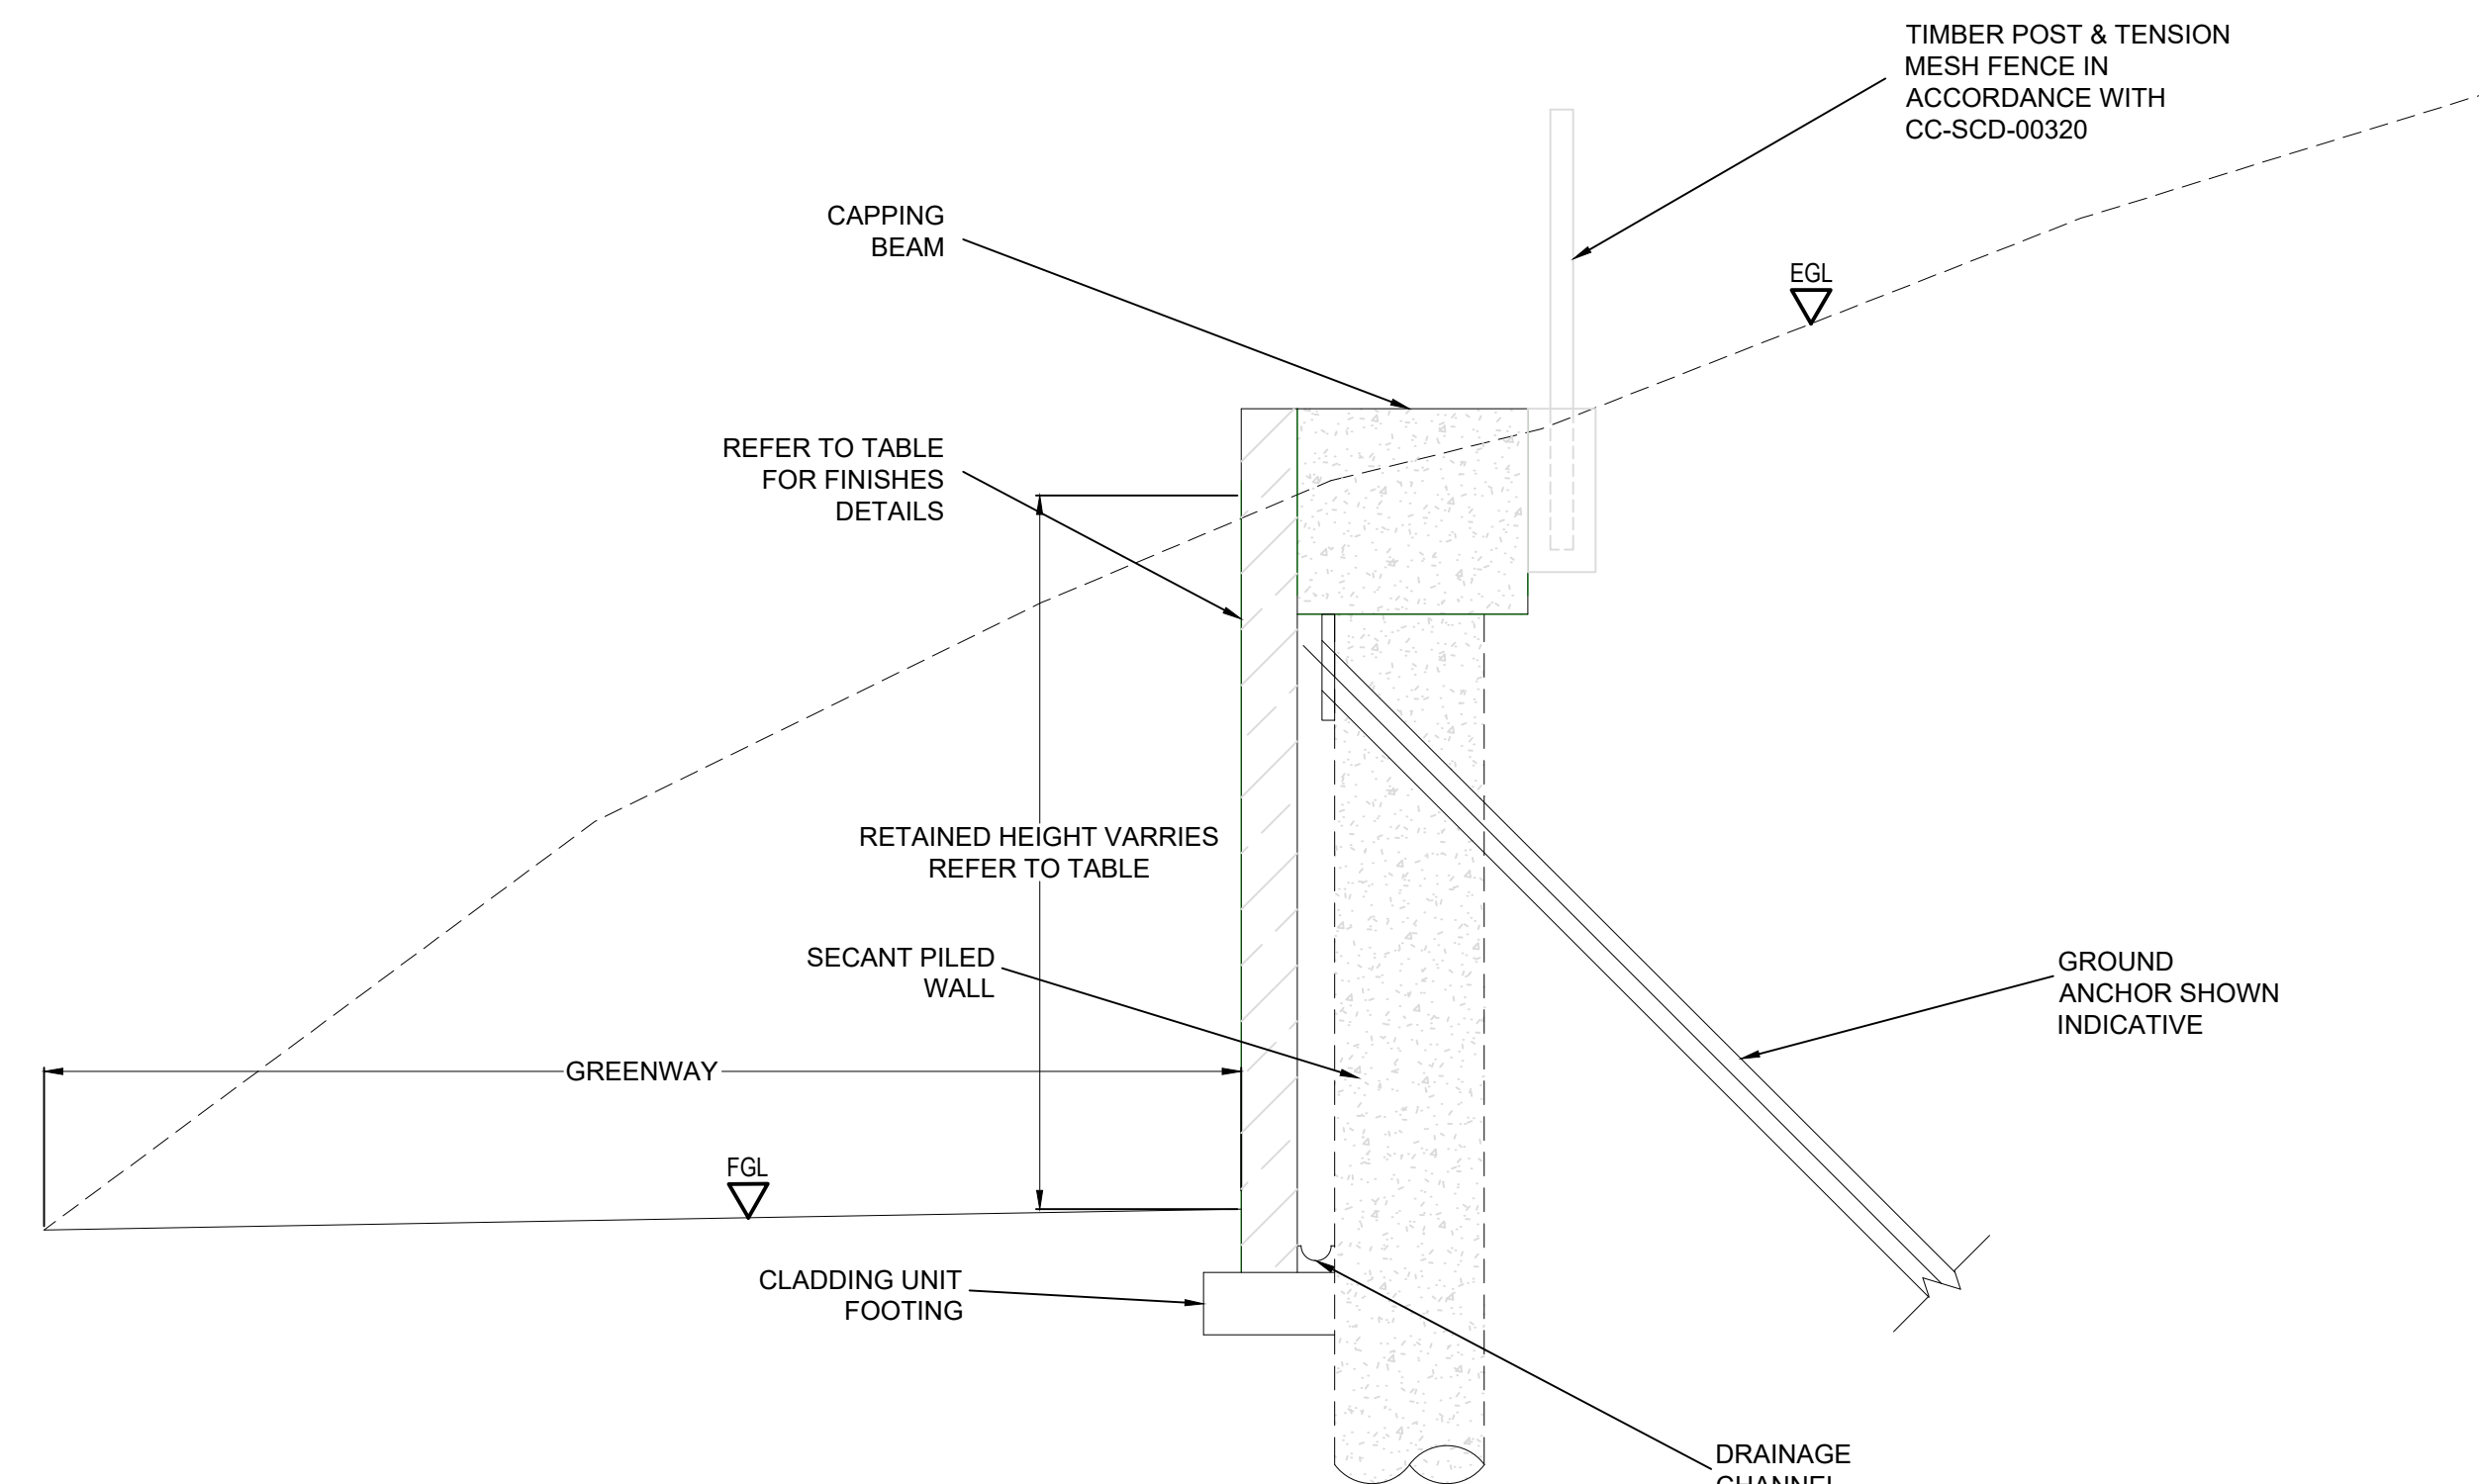 TIMBER POST & TENSION
MESH FENCE IN
ACCORDANCE WITH
CC-SCD-00320
CAPPING
BEAM
EGL
REFER TO TABLE
FOR FINISHES
DETAILS
RETAINED HEIGHT VARRIES
REFER TO TABLE
SECANT PILED
WALL
GROUND
ANCHOR SHOWN
INDICATIVE
GREENWAY
FGL
CLADDING UNIT
FOOTING
DRAINAGE
CHANNEL